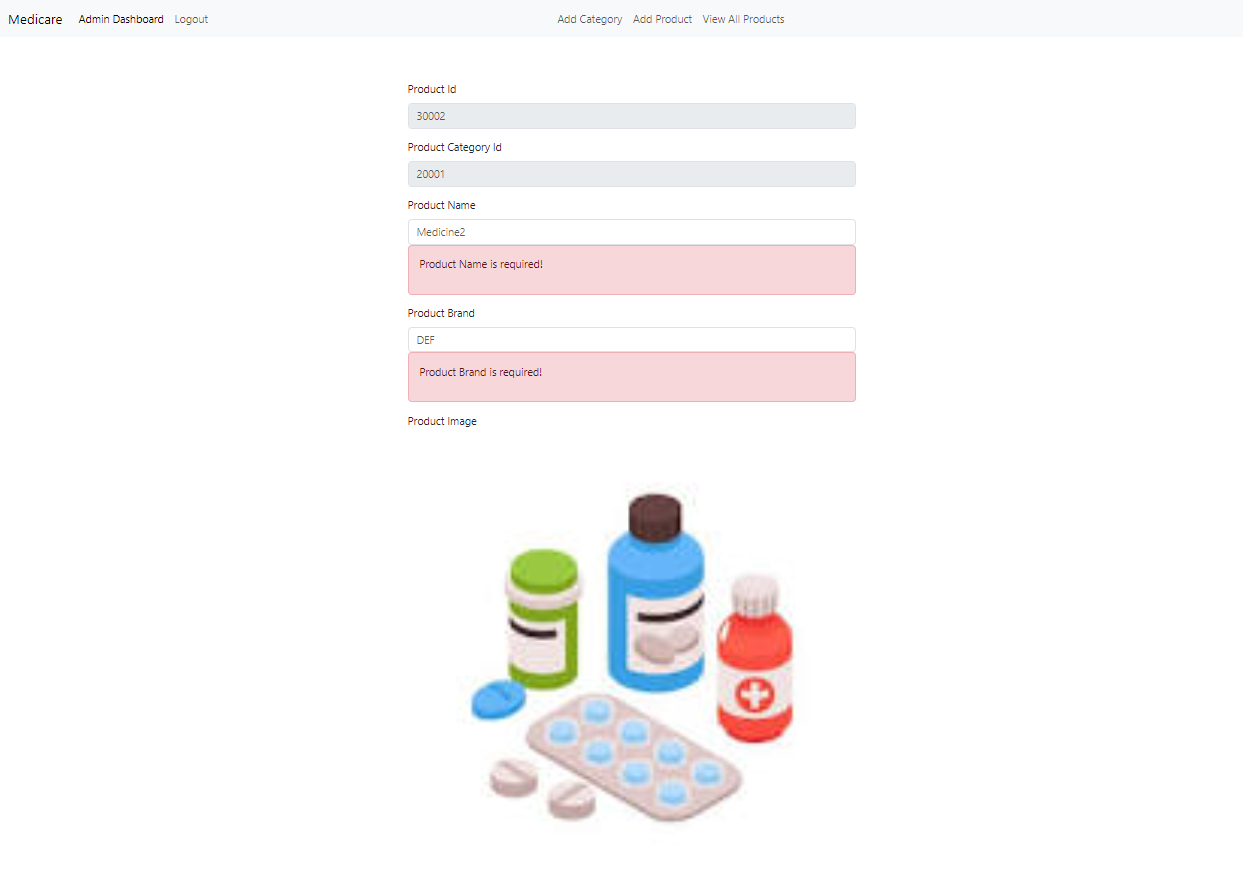 Medicare Admin Dashboard Logout Add Category Add Product View All Products
Product Id
30002
Product Category Id
20001
Product Name
Medicine2
Product Name is required!
Product Brand
DEF
Product Brand is required!
Product Image